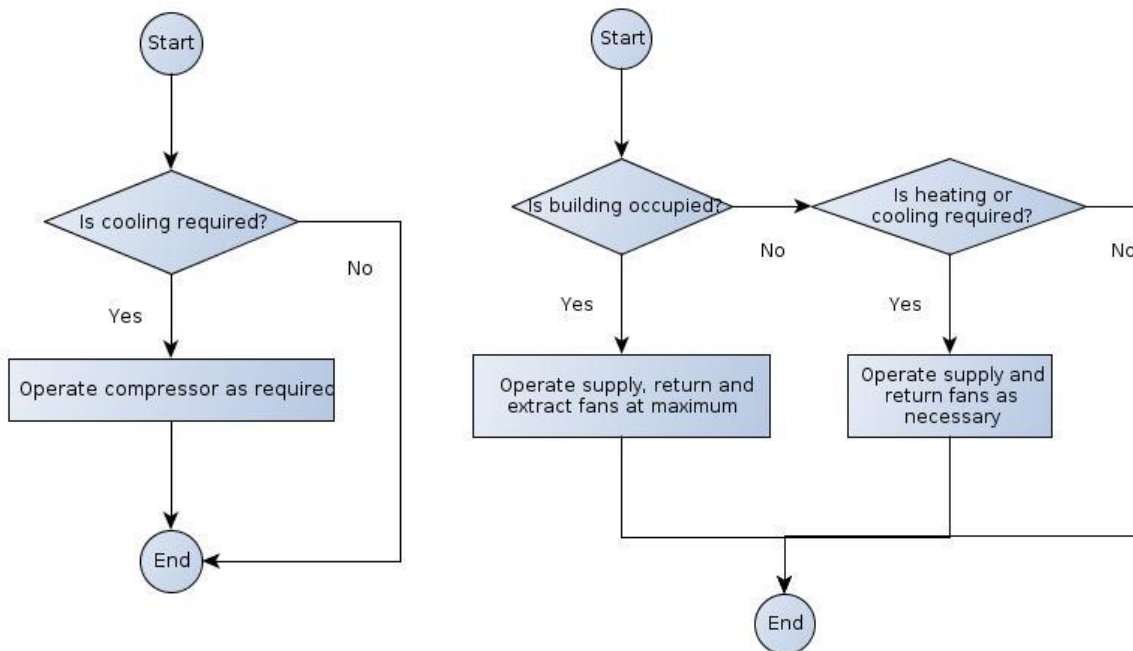 Start
Is cooling required?
No
Yes
Operate compressor as required
End
Start
Is building occupied?
No
Yes
Operate supply, return and
extract fans at maximum
Is heating or
cooling required?
No
Yes
Operate supply and
return fans as
necessary
End